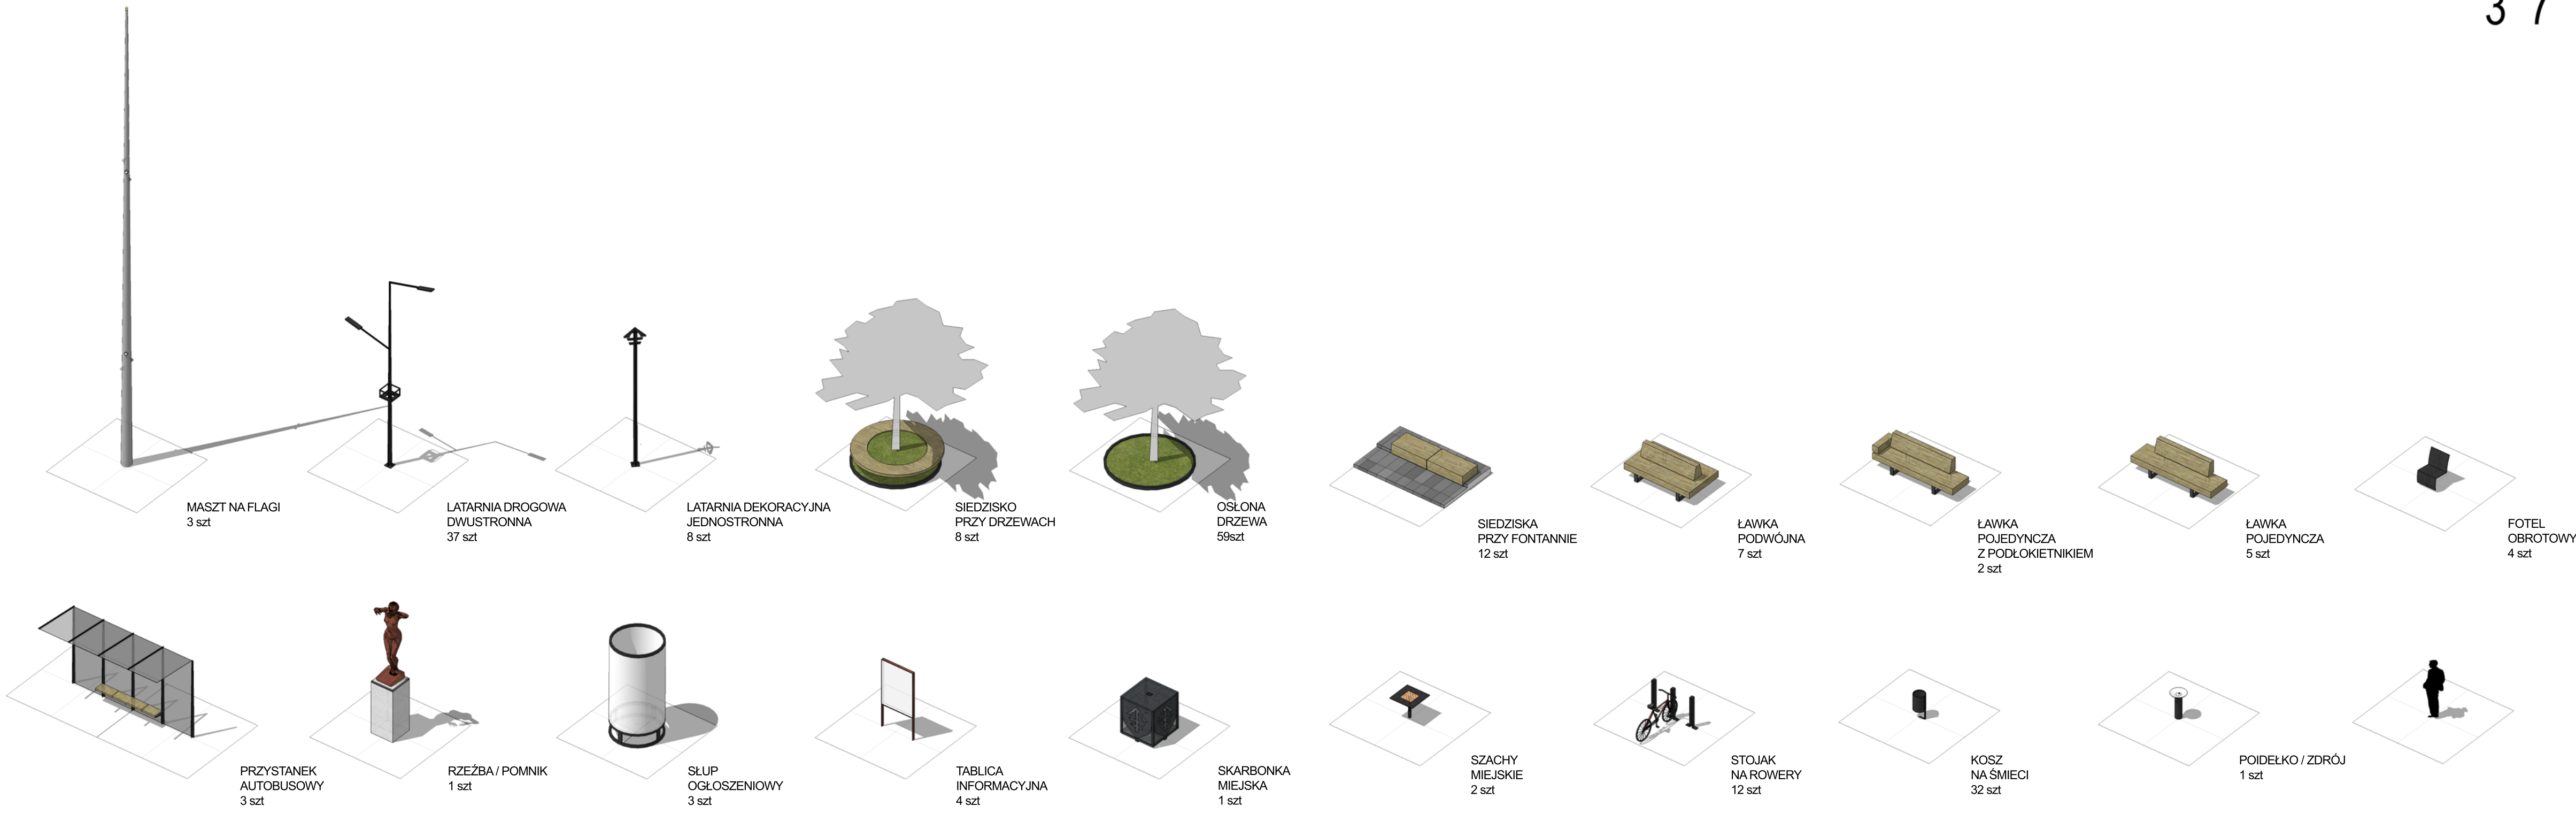 3 7
MASZT NA FLAGI
3 szt
LATARNIA DROGOWA
DWUSTRONNA
37 szt
LATARNIA DEKORACYJNA
JEDNOSTRONNA
8 szt
SIEDZISKO
PRZY DRZEWACH
8 szt
OSŁONA
DRZEWA
59szt
SIEDZISKA
PRZY FONTANNIE
12 szt
ŁAWKA
PODWÓJNA
7 szt
ŁAWKA
POJEDYNCZA
Z PODŁOKIETNIKIEM
2 szt
ŁAWKA
POJEDYNCZA
5 szt
FOTEL
OBROTOWY
4 szt
PRZYSTANEK
AUTOBUSOWY
3 szt
RZEŹBA / POMNIK
1 szt
SŁUP
OGŁOSZENIOWY
3 szt
TABLICA
INFORMACYJNA
4 szt
SKARBONKA
MIEJSKA
1 szt
SZACHY
MIEJSKIE
2 szt
STOJAK
NA ROWERY
12 szt
KOSZ
NA ŚMIECI
32 szt
POIDEŁKO / ZDRÓJ
1 szt